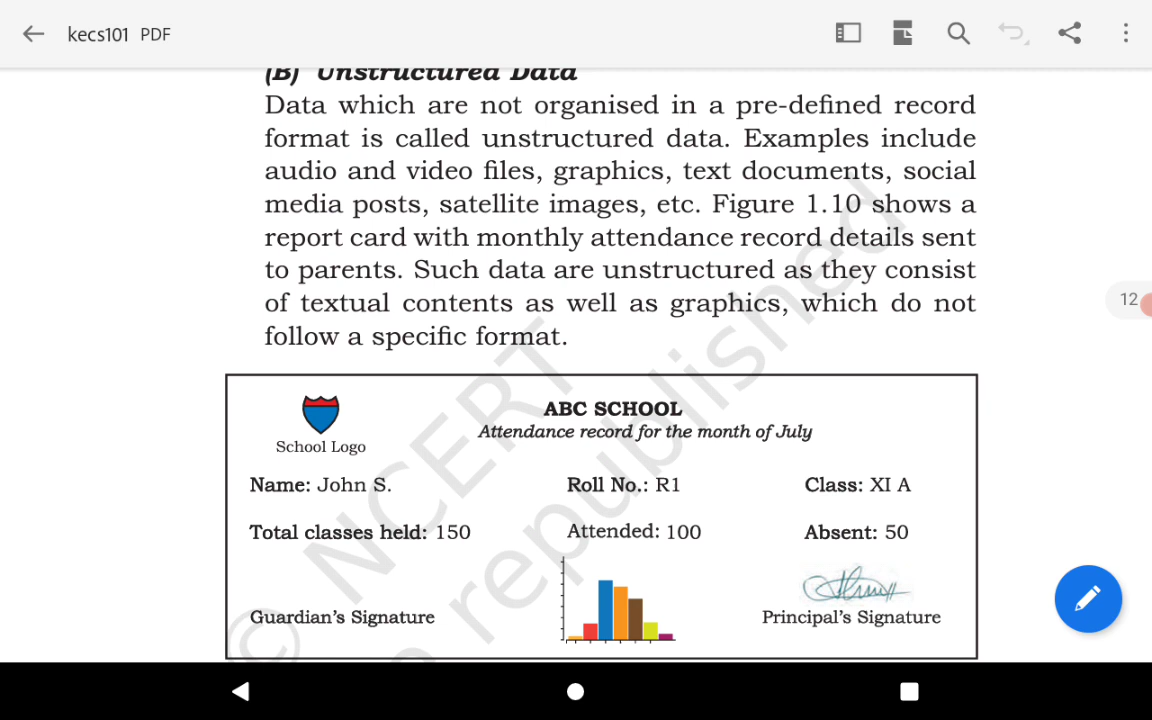 kecs101 PDF
(B) Unstructured Data
Data which are not organised in a pre-defined record
format is called unstructured data. Examples include
audio and video files, graphics, text documents, social
media posts, satellite images, etc. Figure 1.10 shows a
report card with monthly attendance record details sent
to parents. Such data are unstructured as they consist
of textual contents as well as graphics, which do not
follow a specific format.
12
ABC SCHOOL
Attendance record for the month of July
School Logo
Name: John S. Roll No.: R1 Class: XI A
Total classes held: 150 Attended: 100 Absent: 50
Guardian's Signature Principal's Signature
© NCERT
republished